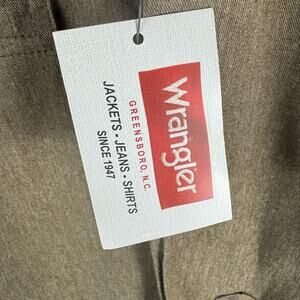 Wrangler
GREENSBORO, N.C.
JACKETS • JEANS • SHIRTS
SINCE 1947